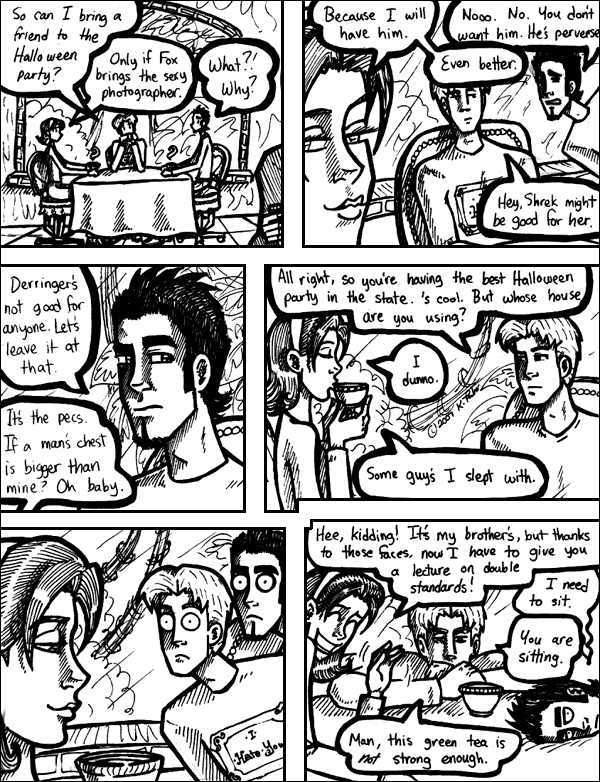 So can I bring a
friend to the
Halloween
party?
Only if Fox
brings the sexy
photographer.
What?!
Why?
?
?
Because I will
have him.
Nooo. No. You don't
want him. He's perverse
Even better.
Hey, Shrek might
be good for her.
Derringer's
not good for
anyone. Let's
leave it at
that.
It's the pecs.
If a man's chest
is bigger than
mine? Oh baby.
All right, so you're having the best Halloween
party in the state. 's cool. But whose house
are you using?
I
dunno.
Some guy's I slept with.
I
Hate You
Hee, kidding! It's my brother's, but thanks
to those faces, now I have to give you
a lecture on double
standards!
I need
to sit.
You are
sitting.
Man, this green tea is
not strong enough.